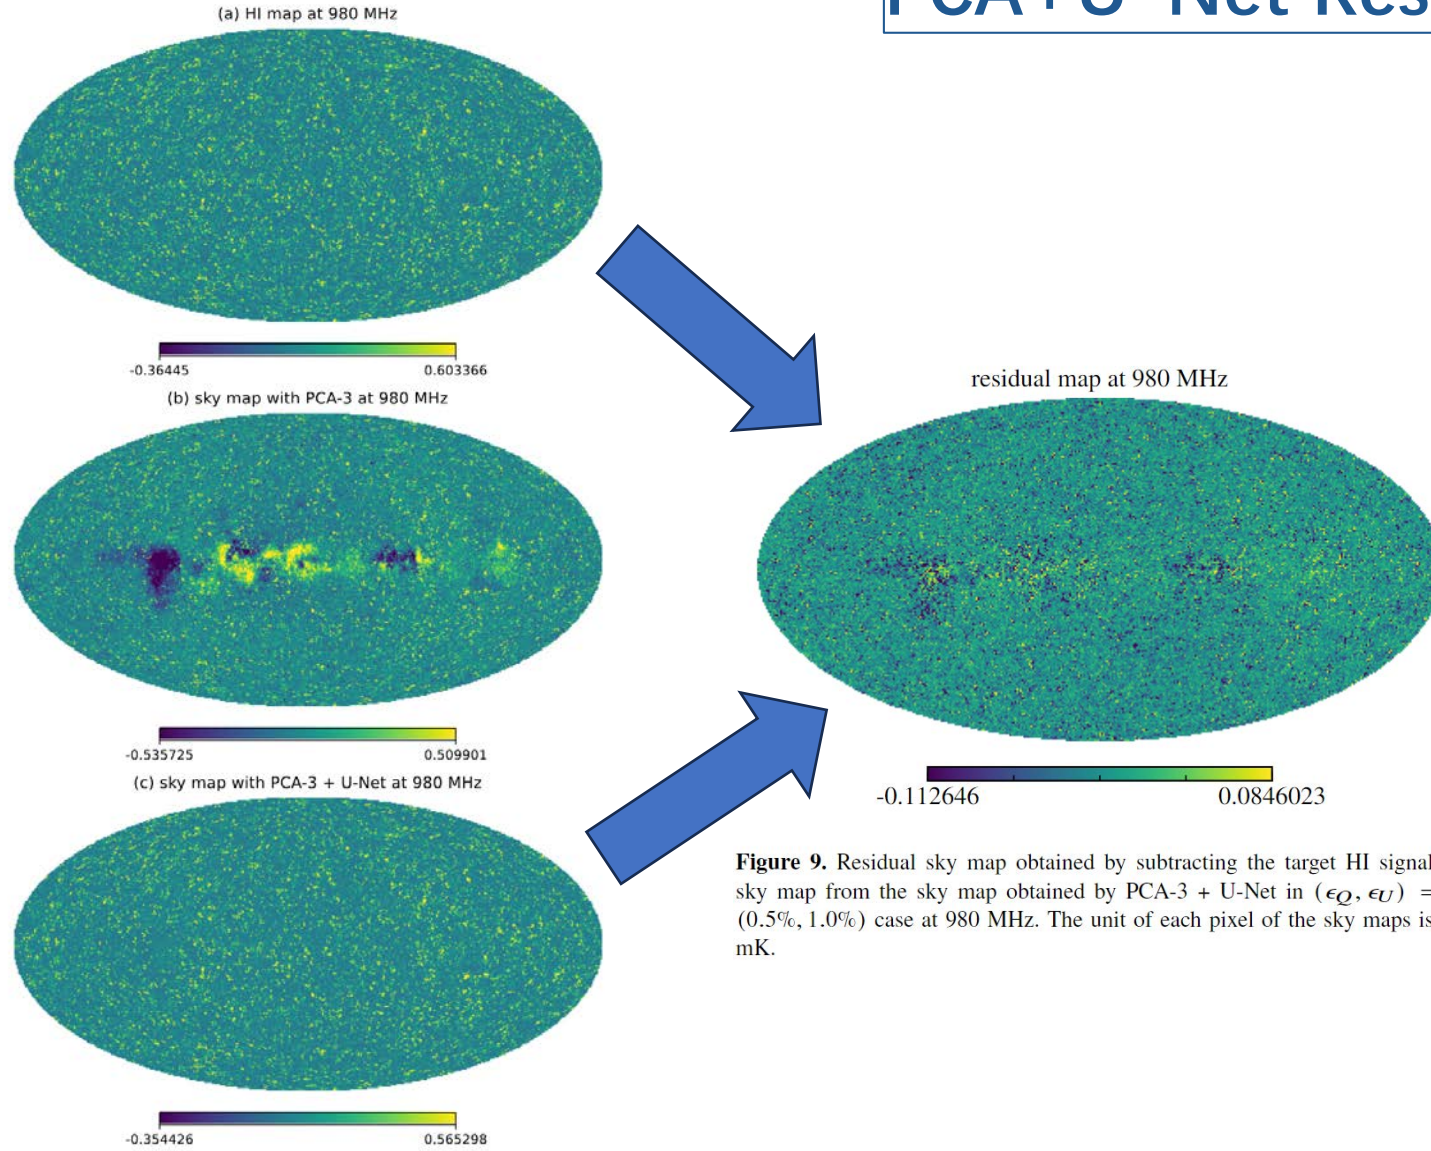 PCA+U-Net Res
(a) HI map at 980 MHz
-0.36445 0.603366
(b) sky map with PCA-3 at 980 MHz
-0.535725 0.509901
(c) sky map with PCA-3 + U-Net at 980 MHz
-0.354426 0.565298
residual map at 980 MHz
-0.112646 0.0846023
Figure 9. Residual sky map obtained by subtracting the target HI signal
sky map from the sky map obtained by PCA-3 + U-Net in (ϵQ, ϵU) =
(0.5%, 1.0%) case at 980 MHz. The unit of each pixel of the sky maps is
mK.